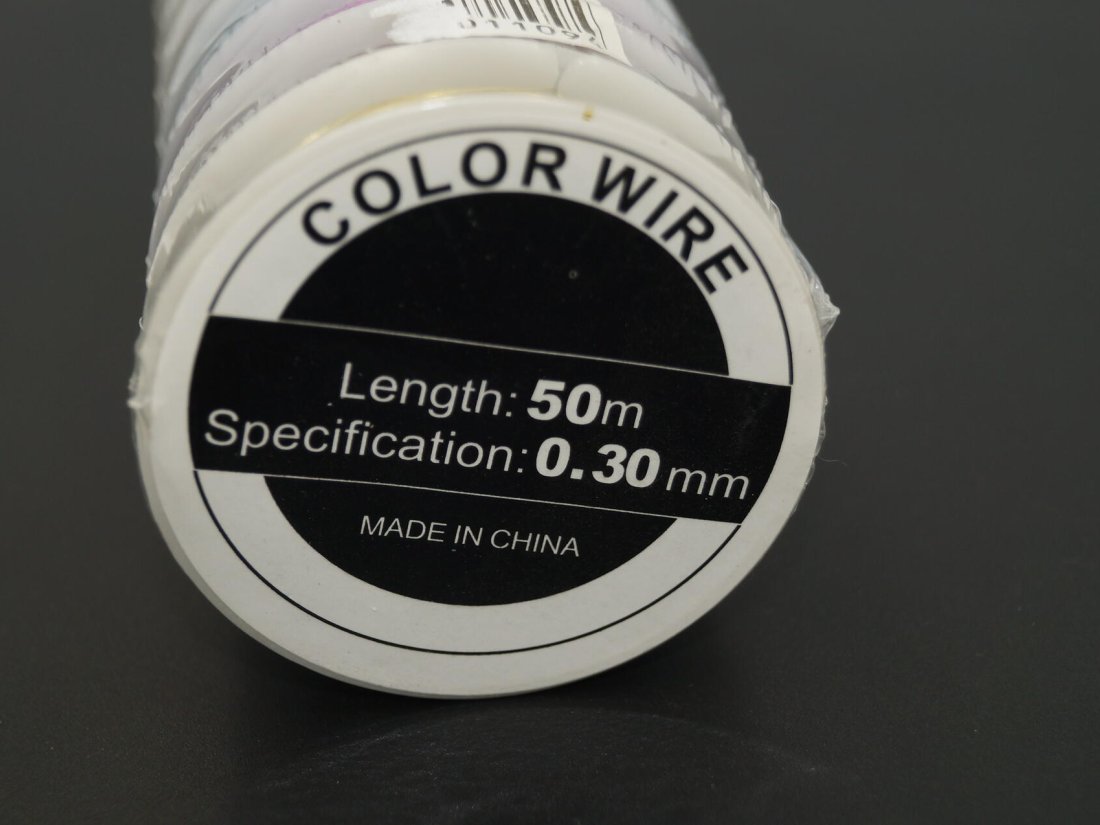 COLOR WIRE
Length: 50m
Specification: 0.30 mm
MADE IN CHINA